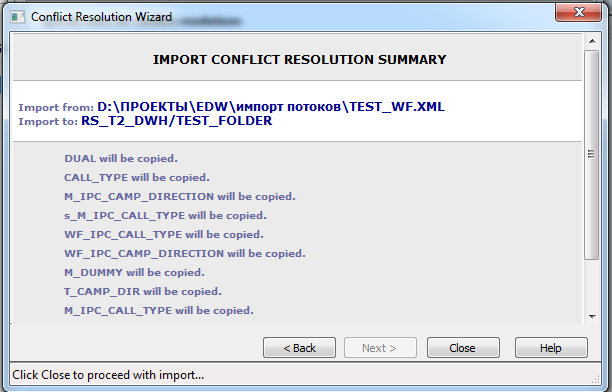 Conflict Resolution Wizard
IMPORT CONFLICT RESOLUTION SUMMARY
Import from: D:\ПРОЕКТЫ\EDW\импорт потоков\TEST_WF.XML
Import to: RS_T2_DWH/TEST_FOLDER
DUAL will be copied.
CALL_TYPE will be copied.
M_IPC_CAMP_DIRECTION will be copied.
s_M_IPC_CALL_TYPE will be copied.
WF_IPC_CALL_TYPE will be copied.
WF_IPC_CAMP_DIRECTION will be copied.
M_DUMMY will be copied.
T_CAMP_DIR will be copied.
M_IPC_CALL_TYPE will be copied.
< Back Next > Close Help
Click Close to proceed with import...